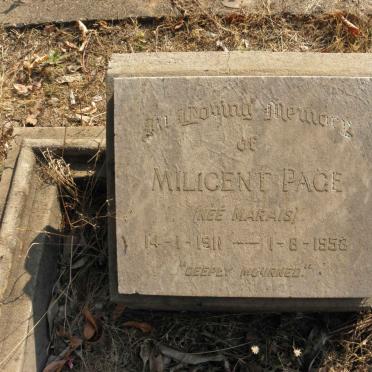 In Loving Memory
of
MILICENT PAGE
(NÉE MARAIS)
14-1-1911 — 1-8-1958
"DEEPLY MOURNED."